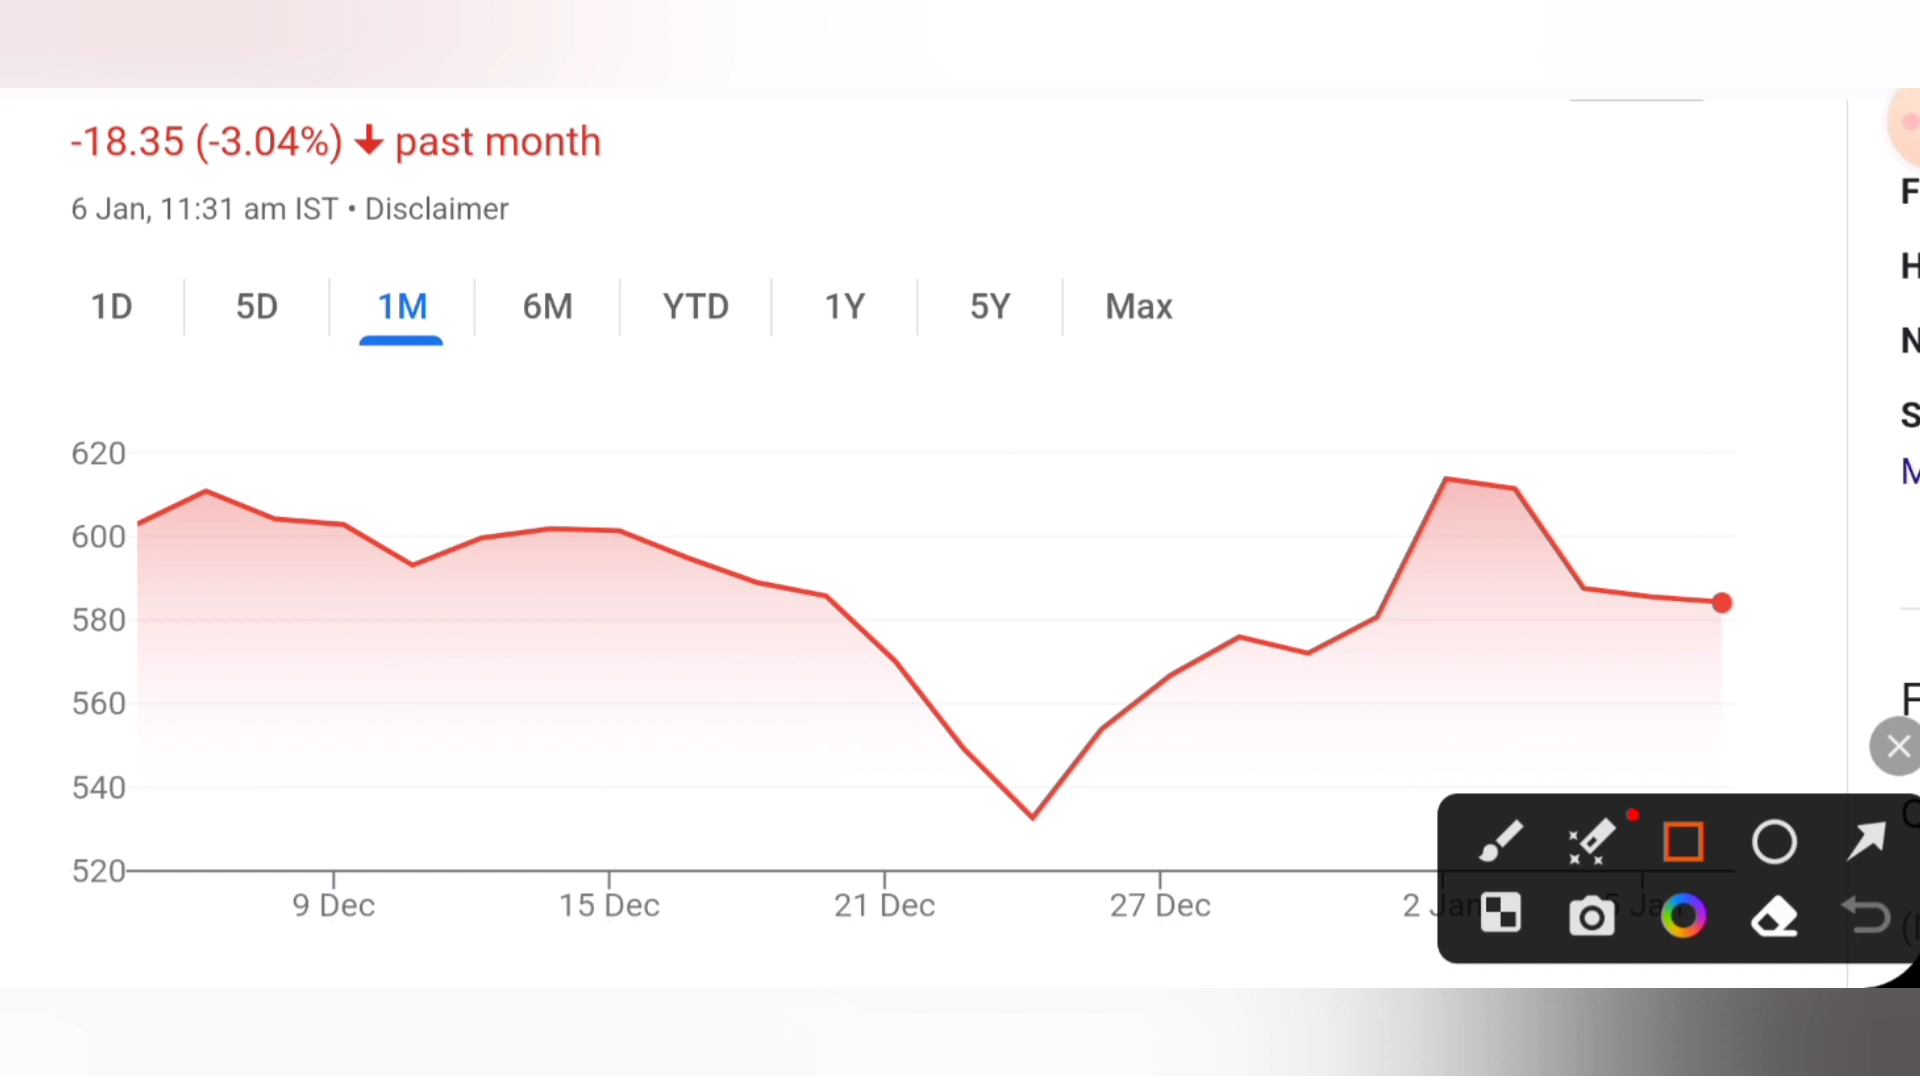 -18.35 (-3.04%) ↓ past month
6 Jan, 11:31 am IST • Disclaimer
1D 5D 1M 6M YTD 1Y 5Y Max
620
600
580
560
540
520
9 Dec 15 Dec 21 Dec 27 Dec 2 Jan
F
H
N
S
M
F